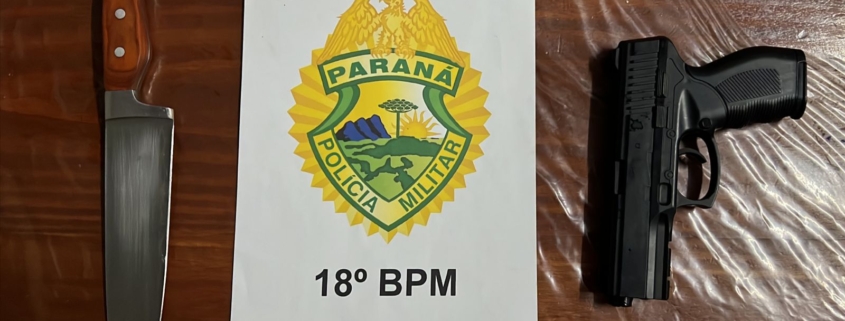 PARANÁ
POLÍCIA MILITAR
18º BPM